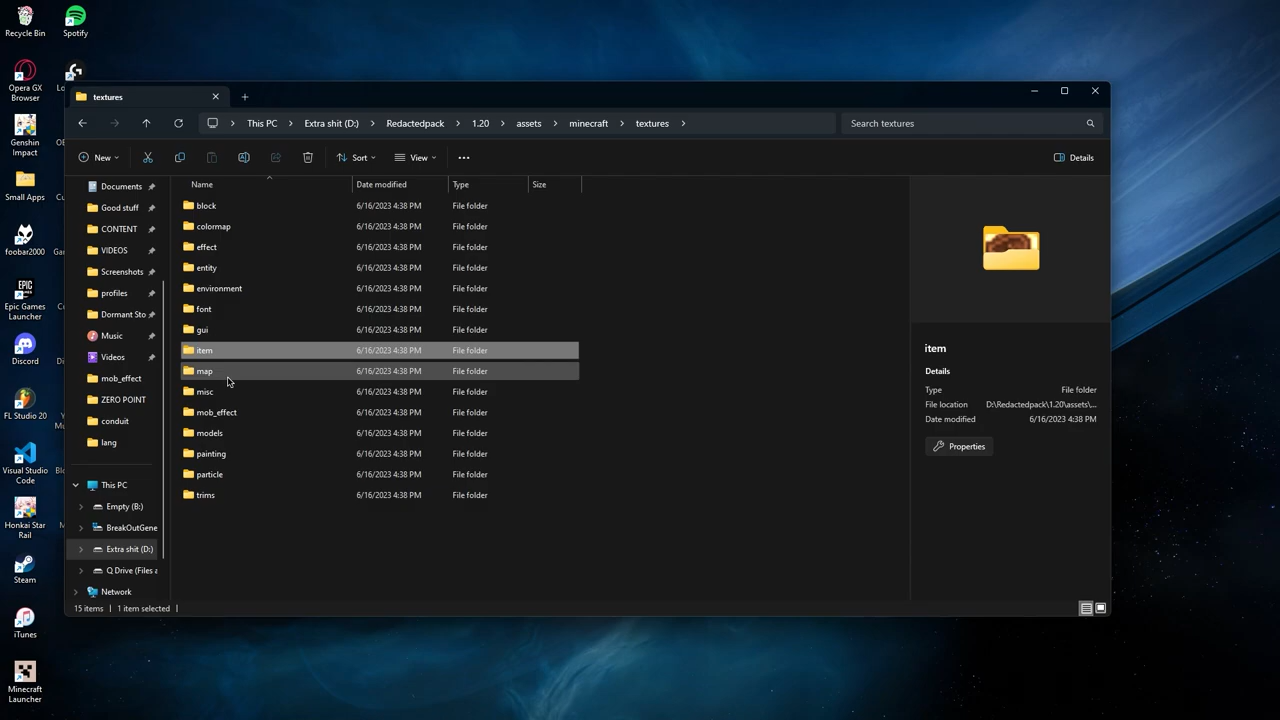 Recycle Bin
Spotify
Opera GX
Browser
Genshin
Impact
Small Apps
foobar2000
Epic Games
Launcher
Discord
FL Studio 20
Visual Studio
Code
Honkai Star
Rail
Steam
iTunes
Minecraft
Launcher
textures
This PC
Extra shit (D:)
Redactedpack
1.20
assets
minecraft
textures
Search textures
New
Sort
View
Details
Documents
Good stuff
CONTENT
VIDEOS
Screenshots
profiles
Dormant Sto
Music
Videos
mob_effect
ZERO POINT
conduit
lang
This PC
Empty (B:)
BreakOutGene
Extra shit (D:)
Q Drive (Files a
Network
Name Date modified Type Size
block 6/16/2023 4:38 PM File folder
colormap 6/16/2023 4:38 PM File folder
effect 6/16/2023 4:38 PM File folder
entity 6/16/2023 4:38 PM File folder
environment 6/16/2023 4:38 PM File folder
font 6/16/2023 4:38 PM File folder
gui 6/16/2023 4:38 PM File folder
item 6/16/2023 4:38 PM File folder
map 6/16/2023 4:38 PM File folder
misc 6/16/2023 4:38 PM File folder
mob_effect 6/16/2023 4:38 PM File folder
models 6/16/2023 4:38 PM File folder
painting 6/16/2023 4:38 PM File folder
particle 6/16/2023 4:38 PM File folder
trims 6/16/2023 4:38 PM File folder
item
Details
Type File folder
File location D:\Redactedpack\1.20\assets\...
Date modified 6/16/2023 4:38 PM
Properties
15 items 1 item selected